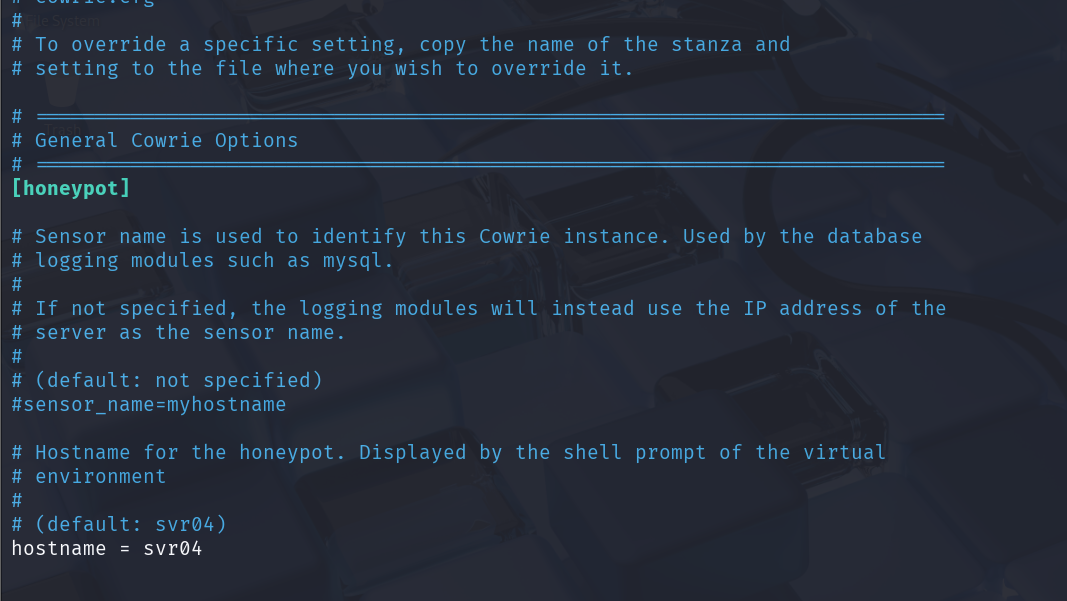 # cowrie.cfg
#
File System
# To override a specific setting, copy the name of the stanza and
# setting to the file where you wish to override it.
# ============================================================================
Trash
# General Cowrie Options
# ============================================================================
[honeypot]
# Sensor name is used to identify this Cowrie instance. Used by the database
# logging modules such as mysql.
#
# If not specified, the logging modules will instead use the IP address of the
# server as the sensor name.
#
# (default: not specified)
#sensor_name=myhostname
# Hostname for the honeypot. Displayed by the shell prompt of the virtual
# environment
#
# (default: svr04)
hostname = svr04